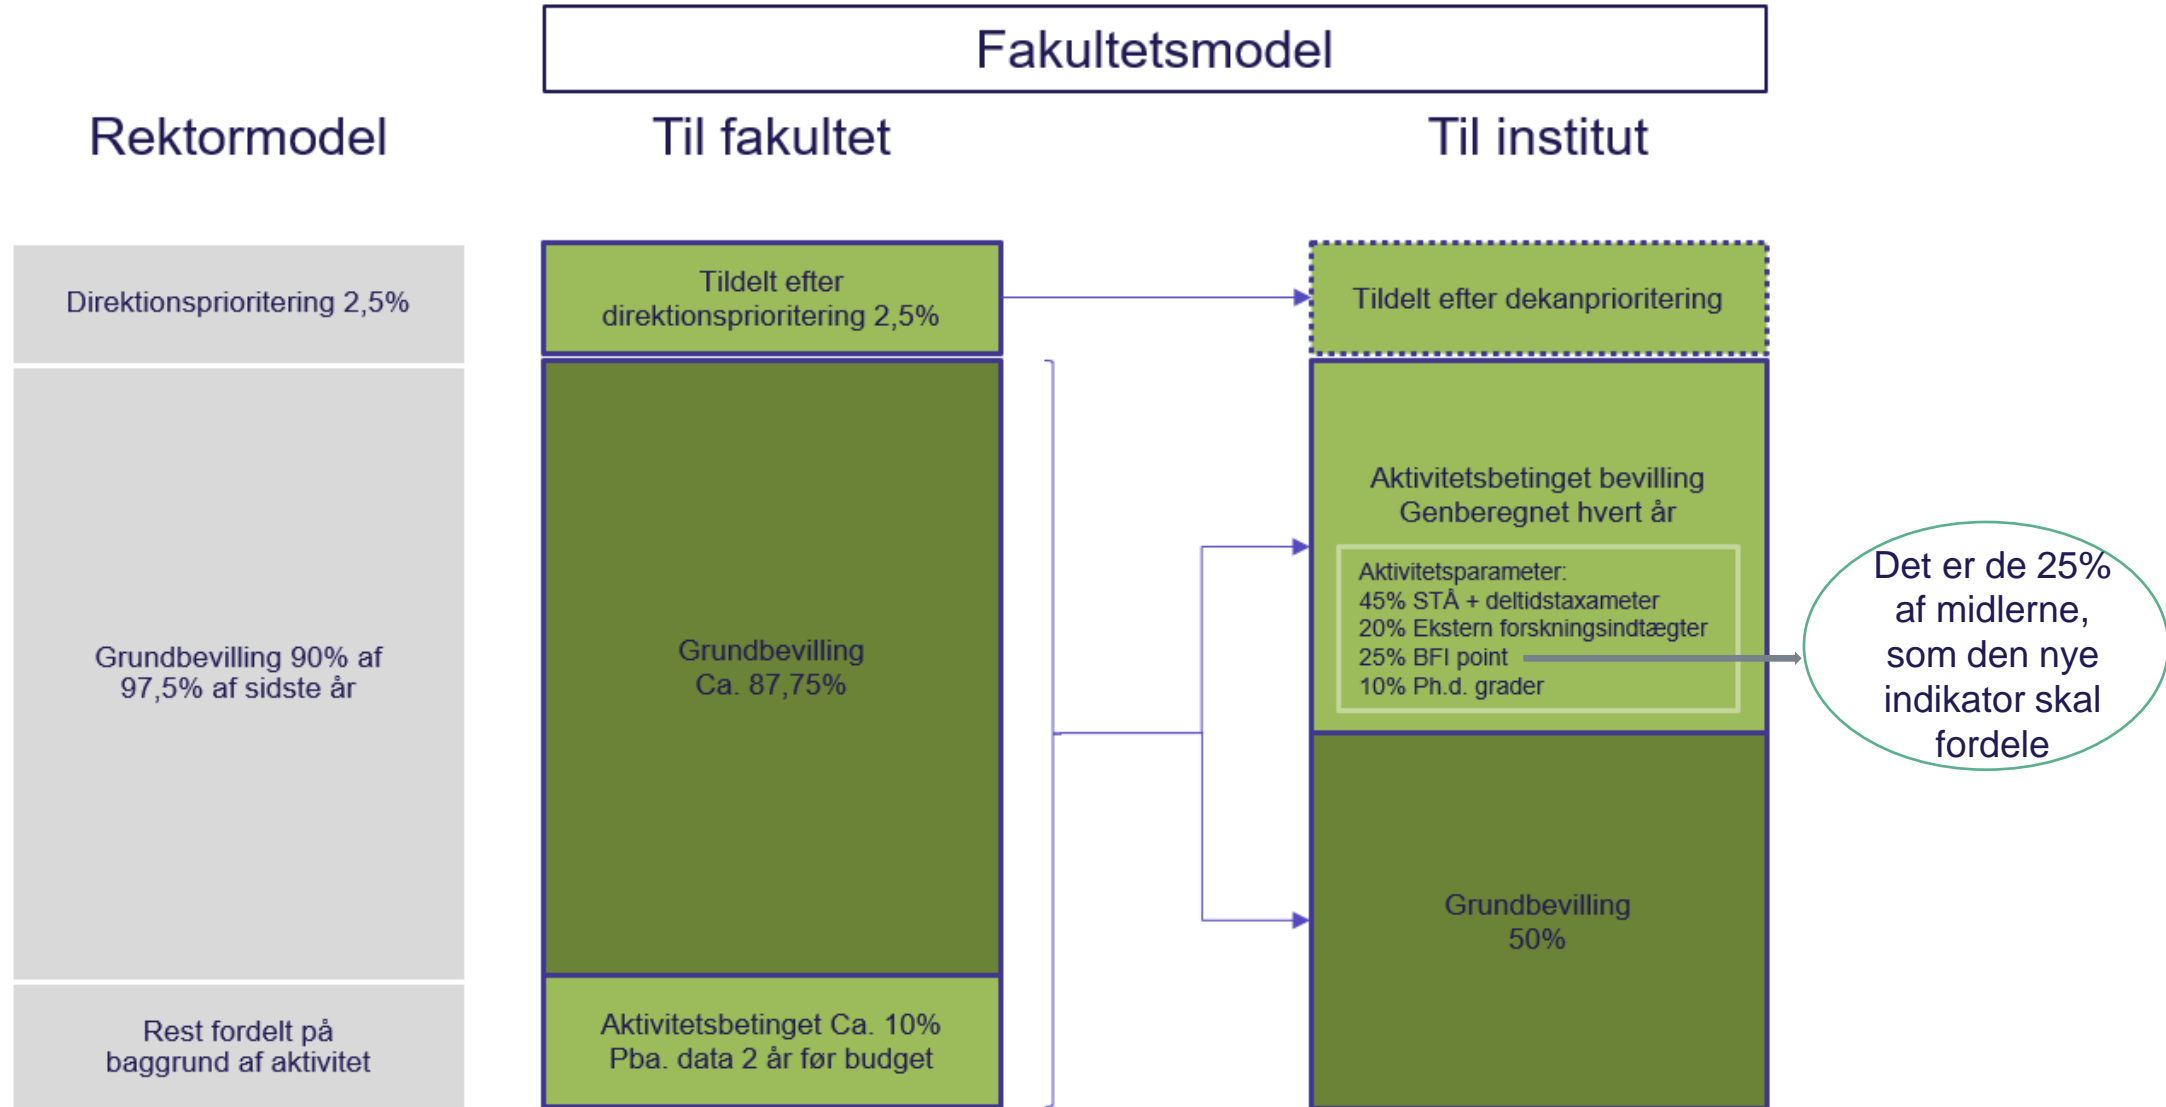 Fakultetsmodel
Rektormodel
Til fakultet
Til institut
Direktionsprioritering 2,5%
Grundbevilling 90% af
97,5% af sidste år
Rest fordelt på
baggrund af aktivitet
Tildelt efter
direktionsprioritering 2,5%
Grundbevilling
Ca. 87,75%
Aktivitetsbetinget Ca. 10%
Pba. data 2 år før budget
Tildelt efter dekanprioritering
Aktivitetsbetinget bevilling
Genberegnet hvert år
Aktivitetsparameter:
45% STÅ + deltidstaxameter
20% Ekstern forskningsindtægter
25% BFI point
10% Ph.d. grader
Grundbevilling
50%
Det er de 25%
af midlerne,
som den nye
indikator skal
fordele